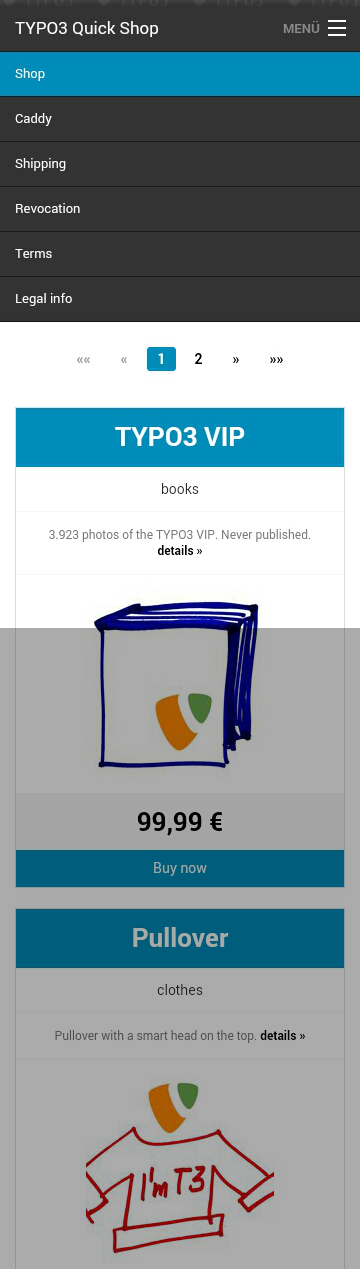 TYPO3 Quick Shop
MENÜ
Shop
Caddy
Shipping
Revocation
Terms
Legal info
«« « 1 2 » »»
TYPO3 VIP
books
3.923 photos of the TYPO3 VIP. Never published.
details »
99,99 €
Buy now
Pullover
clothes
Pullover with a smart head on the top. details »
I'm T3